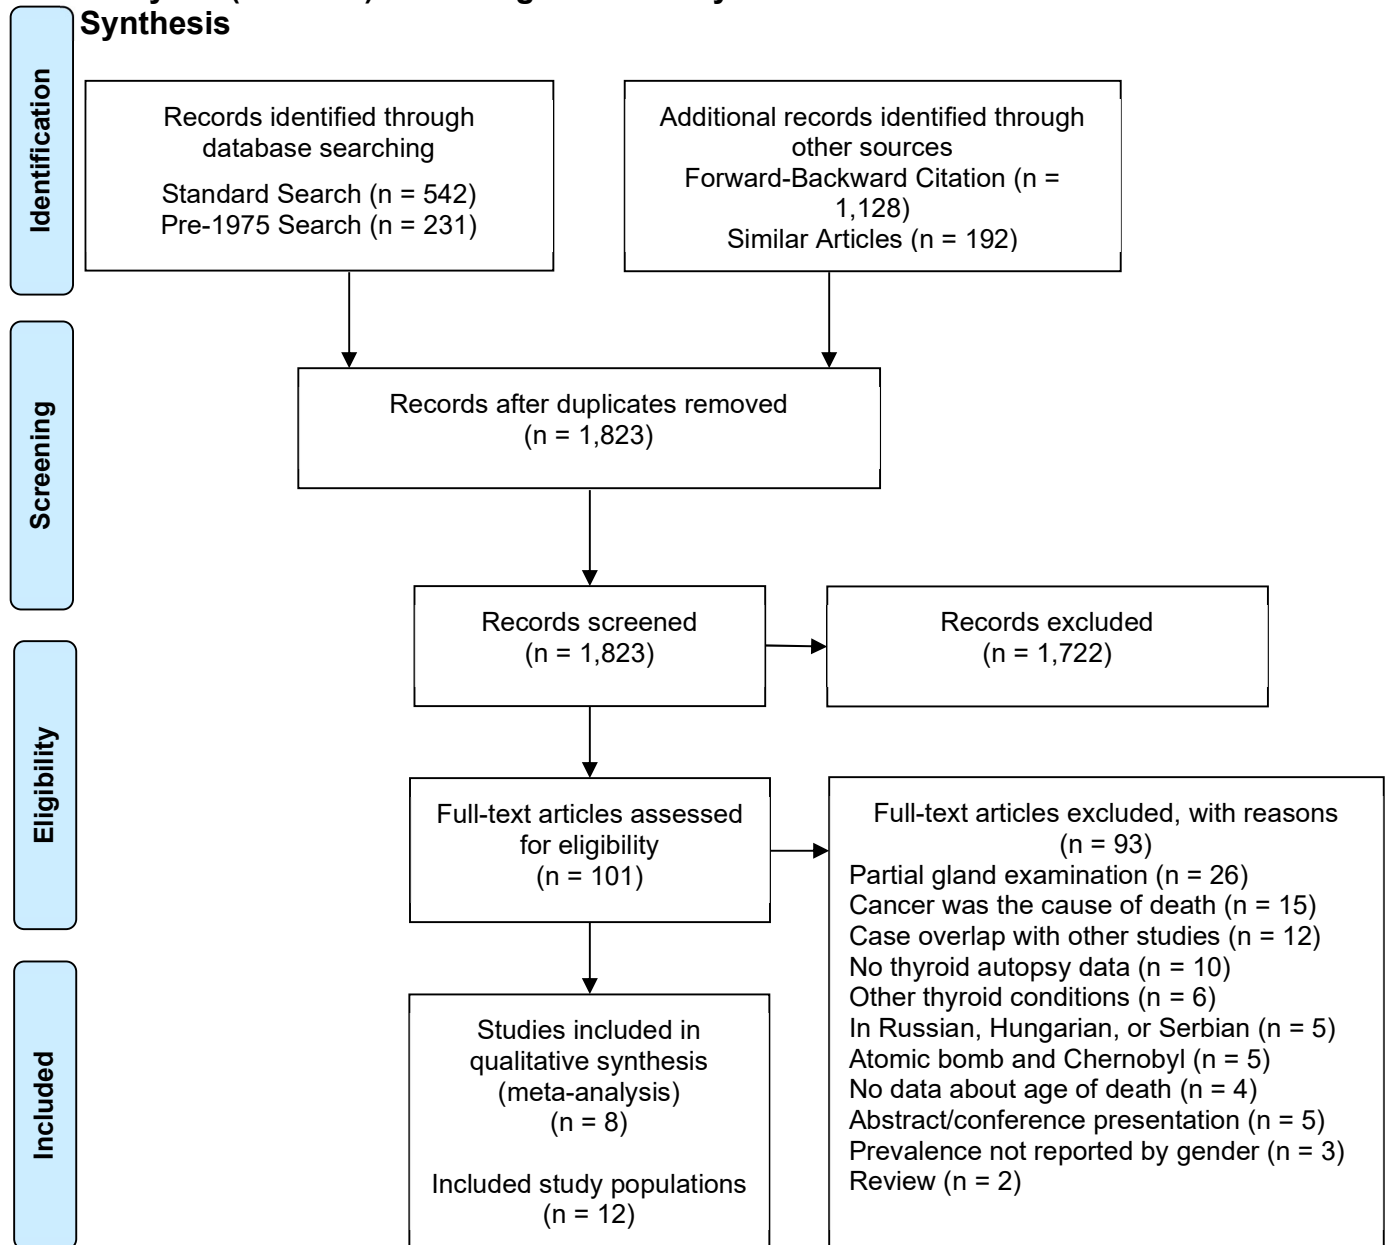 Synthesis
Identification
Records identified through
database searching
Standard Search (n = 542)
Pre-1975 Search (n = 231)
Additional records identified through
other sources
Forward-Backward Citation (n =
1,128)
Similar Articles (n = 192)
Screening
Records after duplicates removed
(n = 1,823)
Records screened
(n = 1,823)
Records excluded
(n = 1,722)
Eligibility
Full-text articles assessed
for eligibility
(n = 101)
Full-text articles excluded, with reasons
(n = 93)
Partial gland examination (n = 26)
Cancer was the cause of death (n = 15)
Case overlap with other studies (n = 12)
No thyroid autopsy data (n = 10)
Other thyroid conditions (n = 6)
In Russian, Hungarian, or Serbian (n = 5)
Atomic bomb and Chernobyl (n = 5)
No data about age of death (n = 4)
Abstract/conference presentation (n = 5)
Prevalence not reported by gender (n = 3)
Review (n = 2)
Included
Studies included in
qualitative synthesis
(meta-analysis)
(n = 8)
Included study populations
(n = 12)